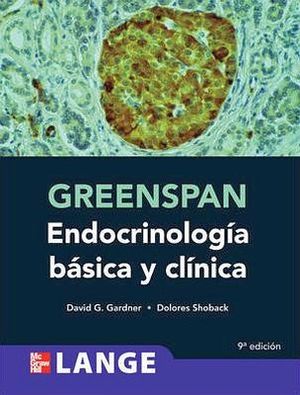 GREENSPAN
Endocrinología
básica y clínica
David G. Gardner • Dolores Shoback
9ª edición
Mc
Graw
Hill
LANGE